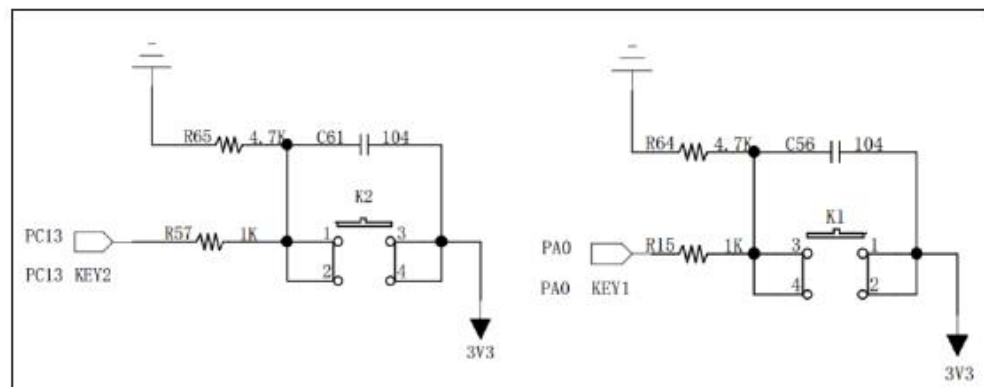 R65 4.7K C61 104
K2
PC13 R57 1K 1 3
PC13 KEY2 2 4
3V3
R64 4.7K C56 104
K1
PA0 R15 1K 3 1
PA0 KEY1 4 2
3V3